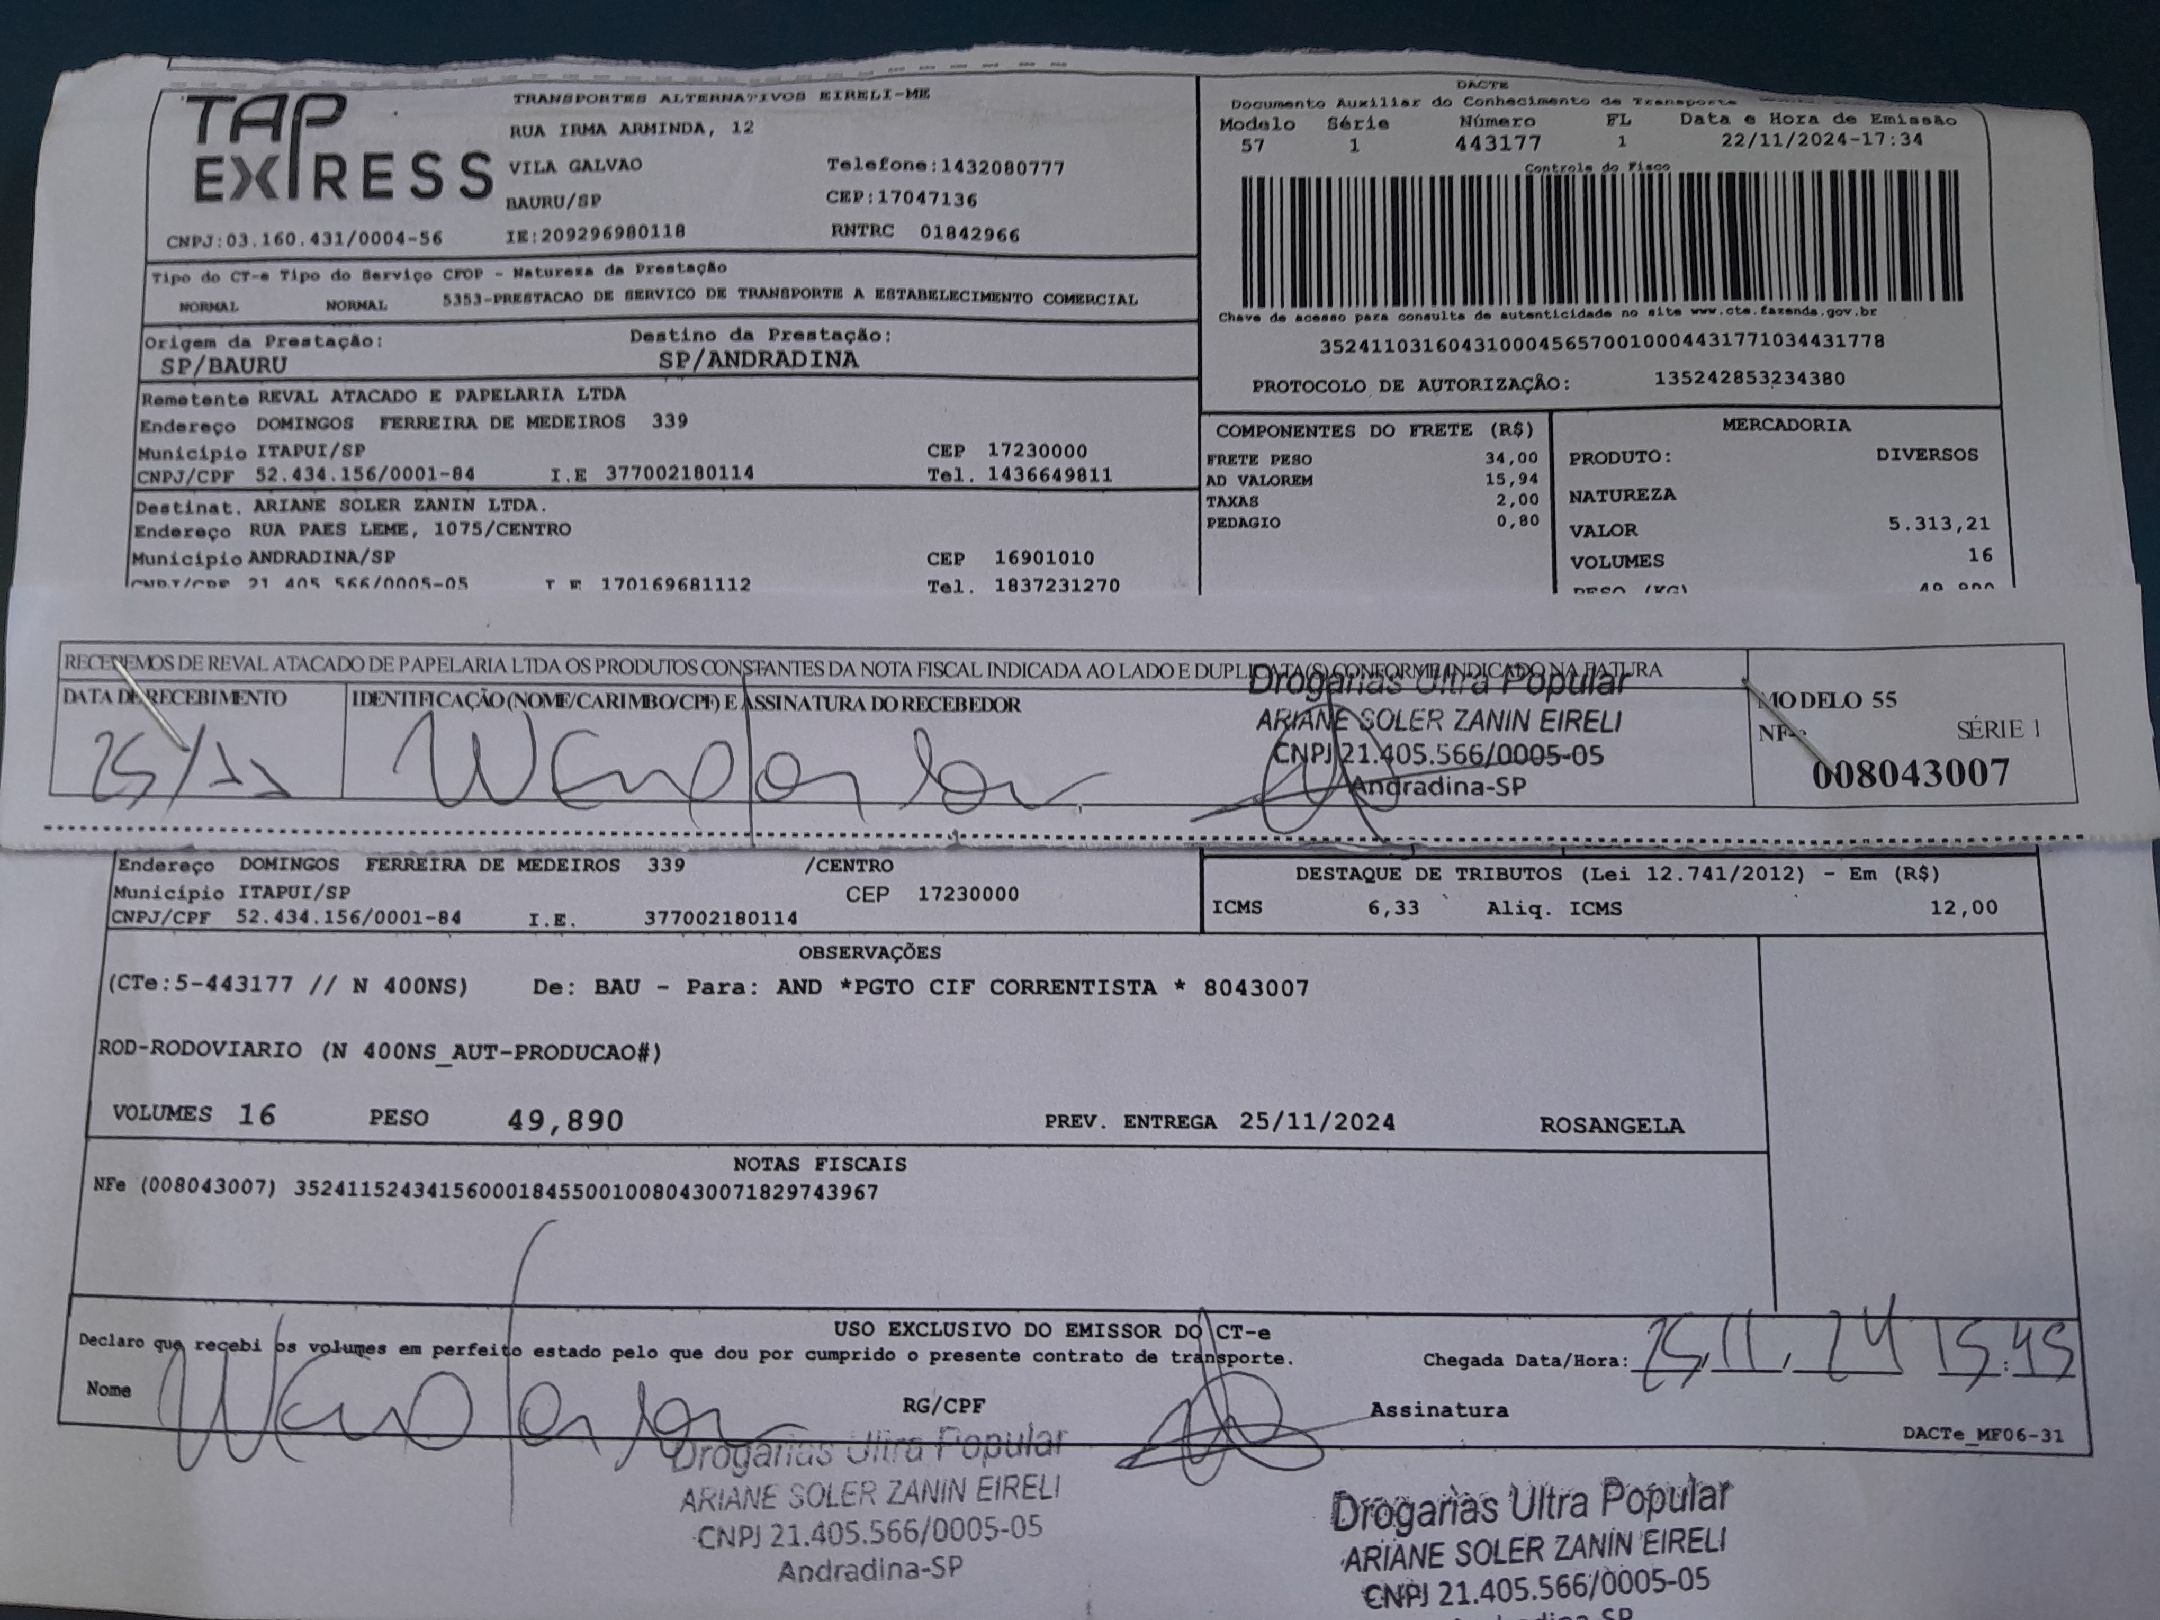 TAP EXPRESS
TRANSPORTES ALTERNATIVOS EIRELI-ME
RUA IRMA ARMINDA, 12
VILA GALVAO Telefone:1432080777
BAURU/SP CEP:17047136
CNPJ:03.160.431/0004-56 IE:209296980118 RNTRC 01842966
DACTE
Documento Auxiliar do Conhecimento de Transporte
Modelo Série Número FL Data e Hora de Emissão
57 1 443177 1 22/11/2024-17:34
Controle do Fisco
Chave de acesso para consulta de autenticidade no site www.cte.fazenda.gov.br
35241103160431000456570010004431771034431778
PROTOCOLO DE AUTORIZAÇÃO: 135242853234380
Tipo do CT-e Tipo do Serviço CFOP - Natureza da Prestação
NORMAL NORMAL 5353-PRESTACAO DE SERVICO DE TRANSPORTE A ESTABELECIMENTO COMERCIAL
Origem da Prestação: Destino da Prestação:
SP/BAURU SP/ANDRADINA
Remetente REVAL ATACADO E PAPELARIA LTDA
Endereço DOMINGOS FERREIRA DE MEDEIROS 339
Município ITAPUI/SP CEP 17230000
CNPJ/CPF 52.434.156/0001-84 I.E 377002180114 Tel. 1436649811
Destinat. ARIANE SOLER ZANIN LTDA.
Endereço RUA PAES LEME, 1075/CENTRO
Município ANDRADINA/SP CEP 16901010
CNPJ/CPF 21.405.566/0005-05 I E 170169681112 Tel. 1837231270
COMPONENTES DO FRETE (R$)
FRETE PESO 34,00
AD VALOREM 15,94
TAXAS 2,00
PEDAGIO 0,80
MERCADORIA
PRODUTO: DIVERSOS
NATUREZA
VALOR 5.313,21
VOLUMES 16
PESO (KG)
RECEBEMOS DE REVAL ATACADO DE PAPELARIA LTDA OS PRODUTOS CONSTANTES DA NOTA FISCAL INDICADA AO LADO E DUPLICATA(S) CONFORME INDICADO NA FATURA
DATA DE RECEBIMENTO IDENTIFICAÇÃO (NOME/CARIMBO/CPF) E ASSINATURA DO RECEBEDOR
25/11
Drogarias Ultra Popular
ARIANE SOLER ZANIN EIRELI
CNPJ 21.405.566/0005-05
Andradina-SP
MODELO 55
NF-e SÉRIE 1
008043007
Endereço DOMINGOS FERREIRA DE MEDEIROS 339 /CENTRO
Município ITAPUI/SP CEP 17230000
CNPJ/CPF 52.434.156/0001-84 I.E. 377002180114
DESTAQUE DE TRIBUTOS (Lei 12.741/2012) - Em (R$)
ICMS 6,33 Aliq. ICMS 12,00
OBSERVAÇÕES
(CTe:5-443177 // N 400NS) De: BAU - Para: AND *PGTO CIF CORRENTISTA * 8043007
ROD-RODOVIARIO (N 400NS_AUT-PRODUCAO#)
VOLUMES 16 PESO 49,890 PREV. ENTREGA 25/11/2024 ROSANGELA
NOTAS FISCAIS
NFe (008043007) 35241152434156000184550010080430071829743967
USO EXCLUSIVO DO EMISSOR DO CT-e
Declaro que recebi os volumes em perfeito estado pelo que dou por cumprido o presente contrato de transporte.
Chegada Data/Hora: 25,11,24 15:45
Nome RG/CPF Assinatura
DACTe_MF06-31
Drogarias Ultra Popular
ARIANE SOLER ZANIN EIRELI
CNPJ 21.405.566/0005-05
Andradina-SP
Drogarias Ultra Popular
ARIANE SOLER ZANIN EIRELI
CNPJ 21.405.566/0005-05